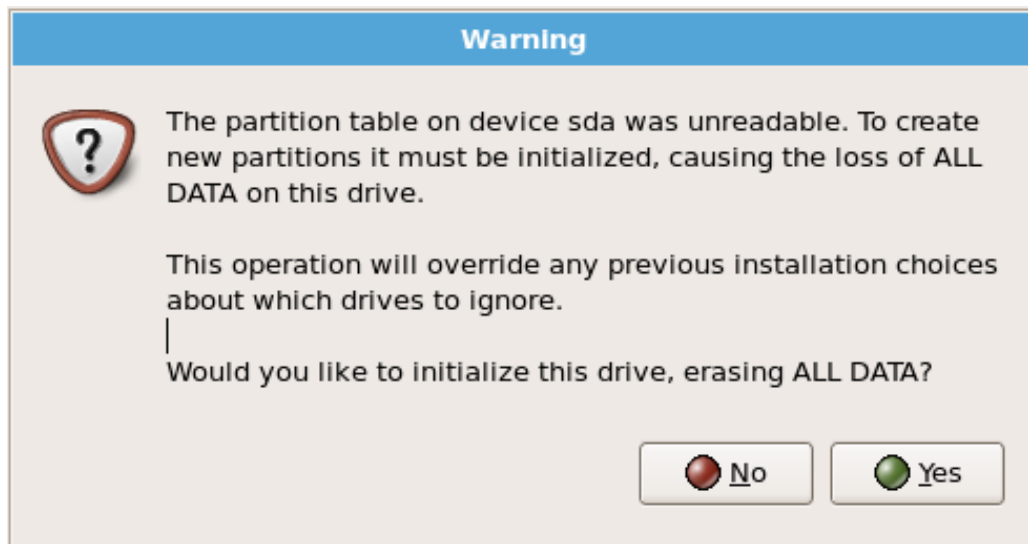 Warning
?
The partition table on device sda was unreadable. To create
new partitions it must be initialized, causing the loss of ALL
DATA on this drive.
This operation will override any previous installation choices
about which drives to ignore.
Would you like to initialize this drive, erasing ALL DATA?
No
Yes